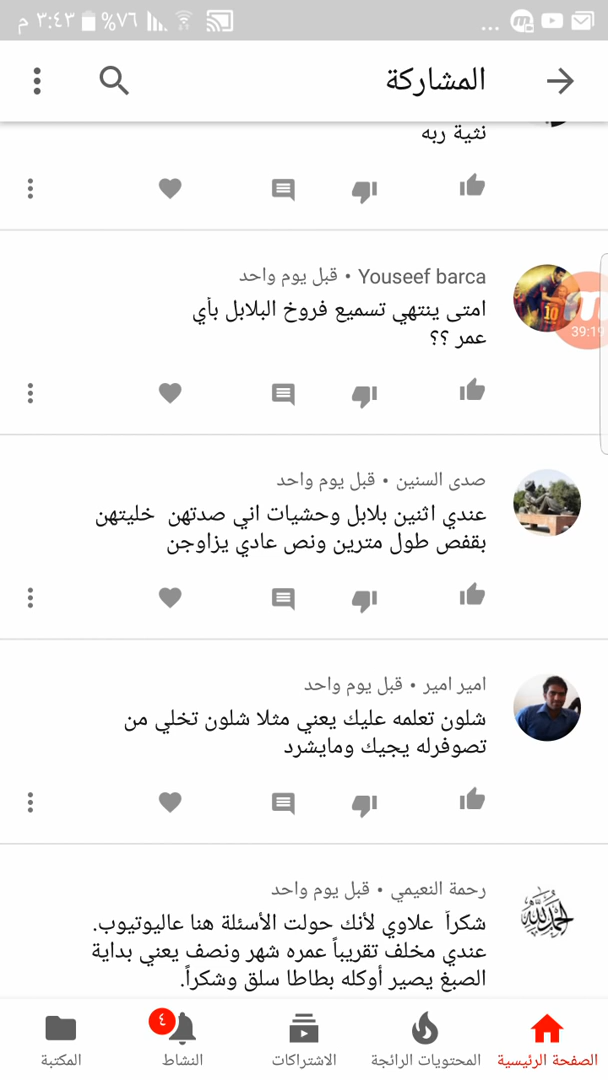 ٣:٤٣ م
%٧٦
...
المشاركة
نثية ربه
Youseef barca • قبل يوم واحد
امتى ينتهي تسميع فروخ البلابل بأي
عمر ؟؟
10
39:19
صدى السنين • قبل يوم واحد
عندي اثنين بلابل وحشيات اني صدتهن خليتهن
بقفص طول مترين ونص عادي يزاوجن
امير امير • قبل يوم واحد
شلون تعلمه عليك يعني مثلا شلون تخلي من
تصوفرله يجيك ومايشرد
رحمة النعيمي • قبل يوم واحد
شكراً علاوي لأنك حولت الأسئلة هنا عاليوتيوب.
عندي مخلف تقريباً عمره شهر ونصف يعني بداية
الصبغ يصير أوكله بطاطا سلق وشكراً.
الحمد لله
الصفحة الرئيسية
المحتويات الرائجة
الاشتراكات
٤
النشاط
المكتبة